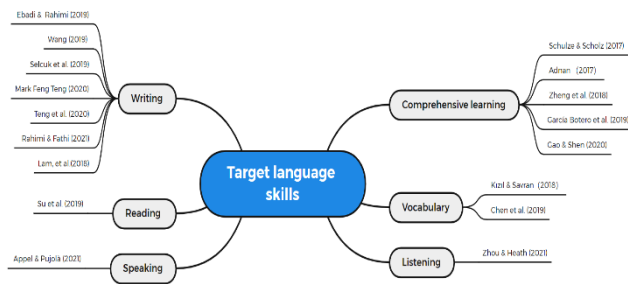 Ebadi & Rahimi (2019)
Wang (2019)
Selcuk et al. (2019)
Mark Feng Teng (2020)
Teng et al. (2020)
Rahimi & Fathi (2021)
Lam, et al (2018)
Writing
Su et al (2019)
Reading
Appel & Pujolà (2021)
Speaking
Target language
skills
Schulze & Scholz (2017)
Adnan (2017)
Zheng et al. (2018)
Garcia Botero et al. (2019)
Gao & Shen (2020)
Comprehensive learning
Kızıl & Savran (2018)
Chen et al. (2019)
Vocabulary
Zhou & Heath (2021)
Listening